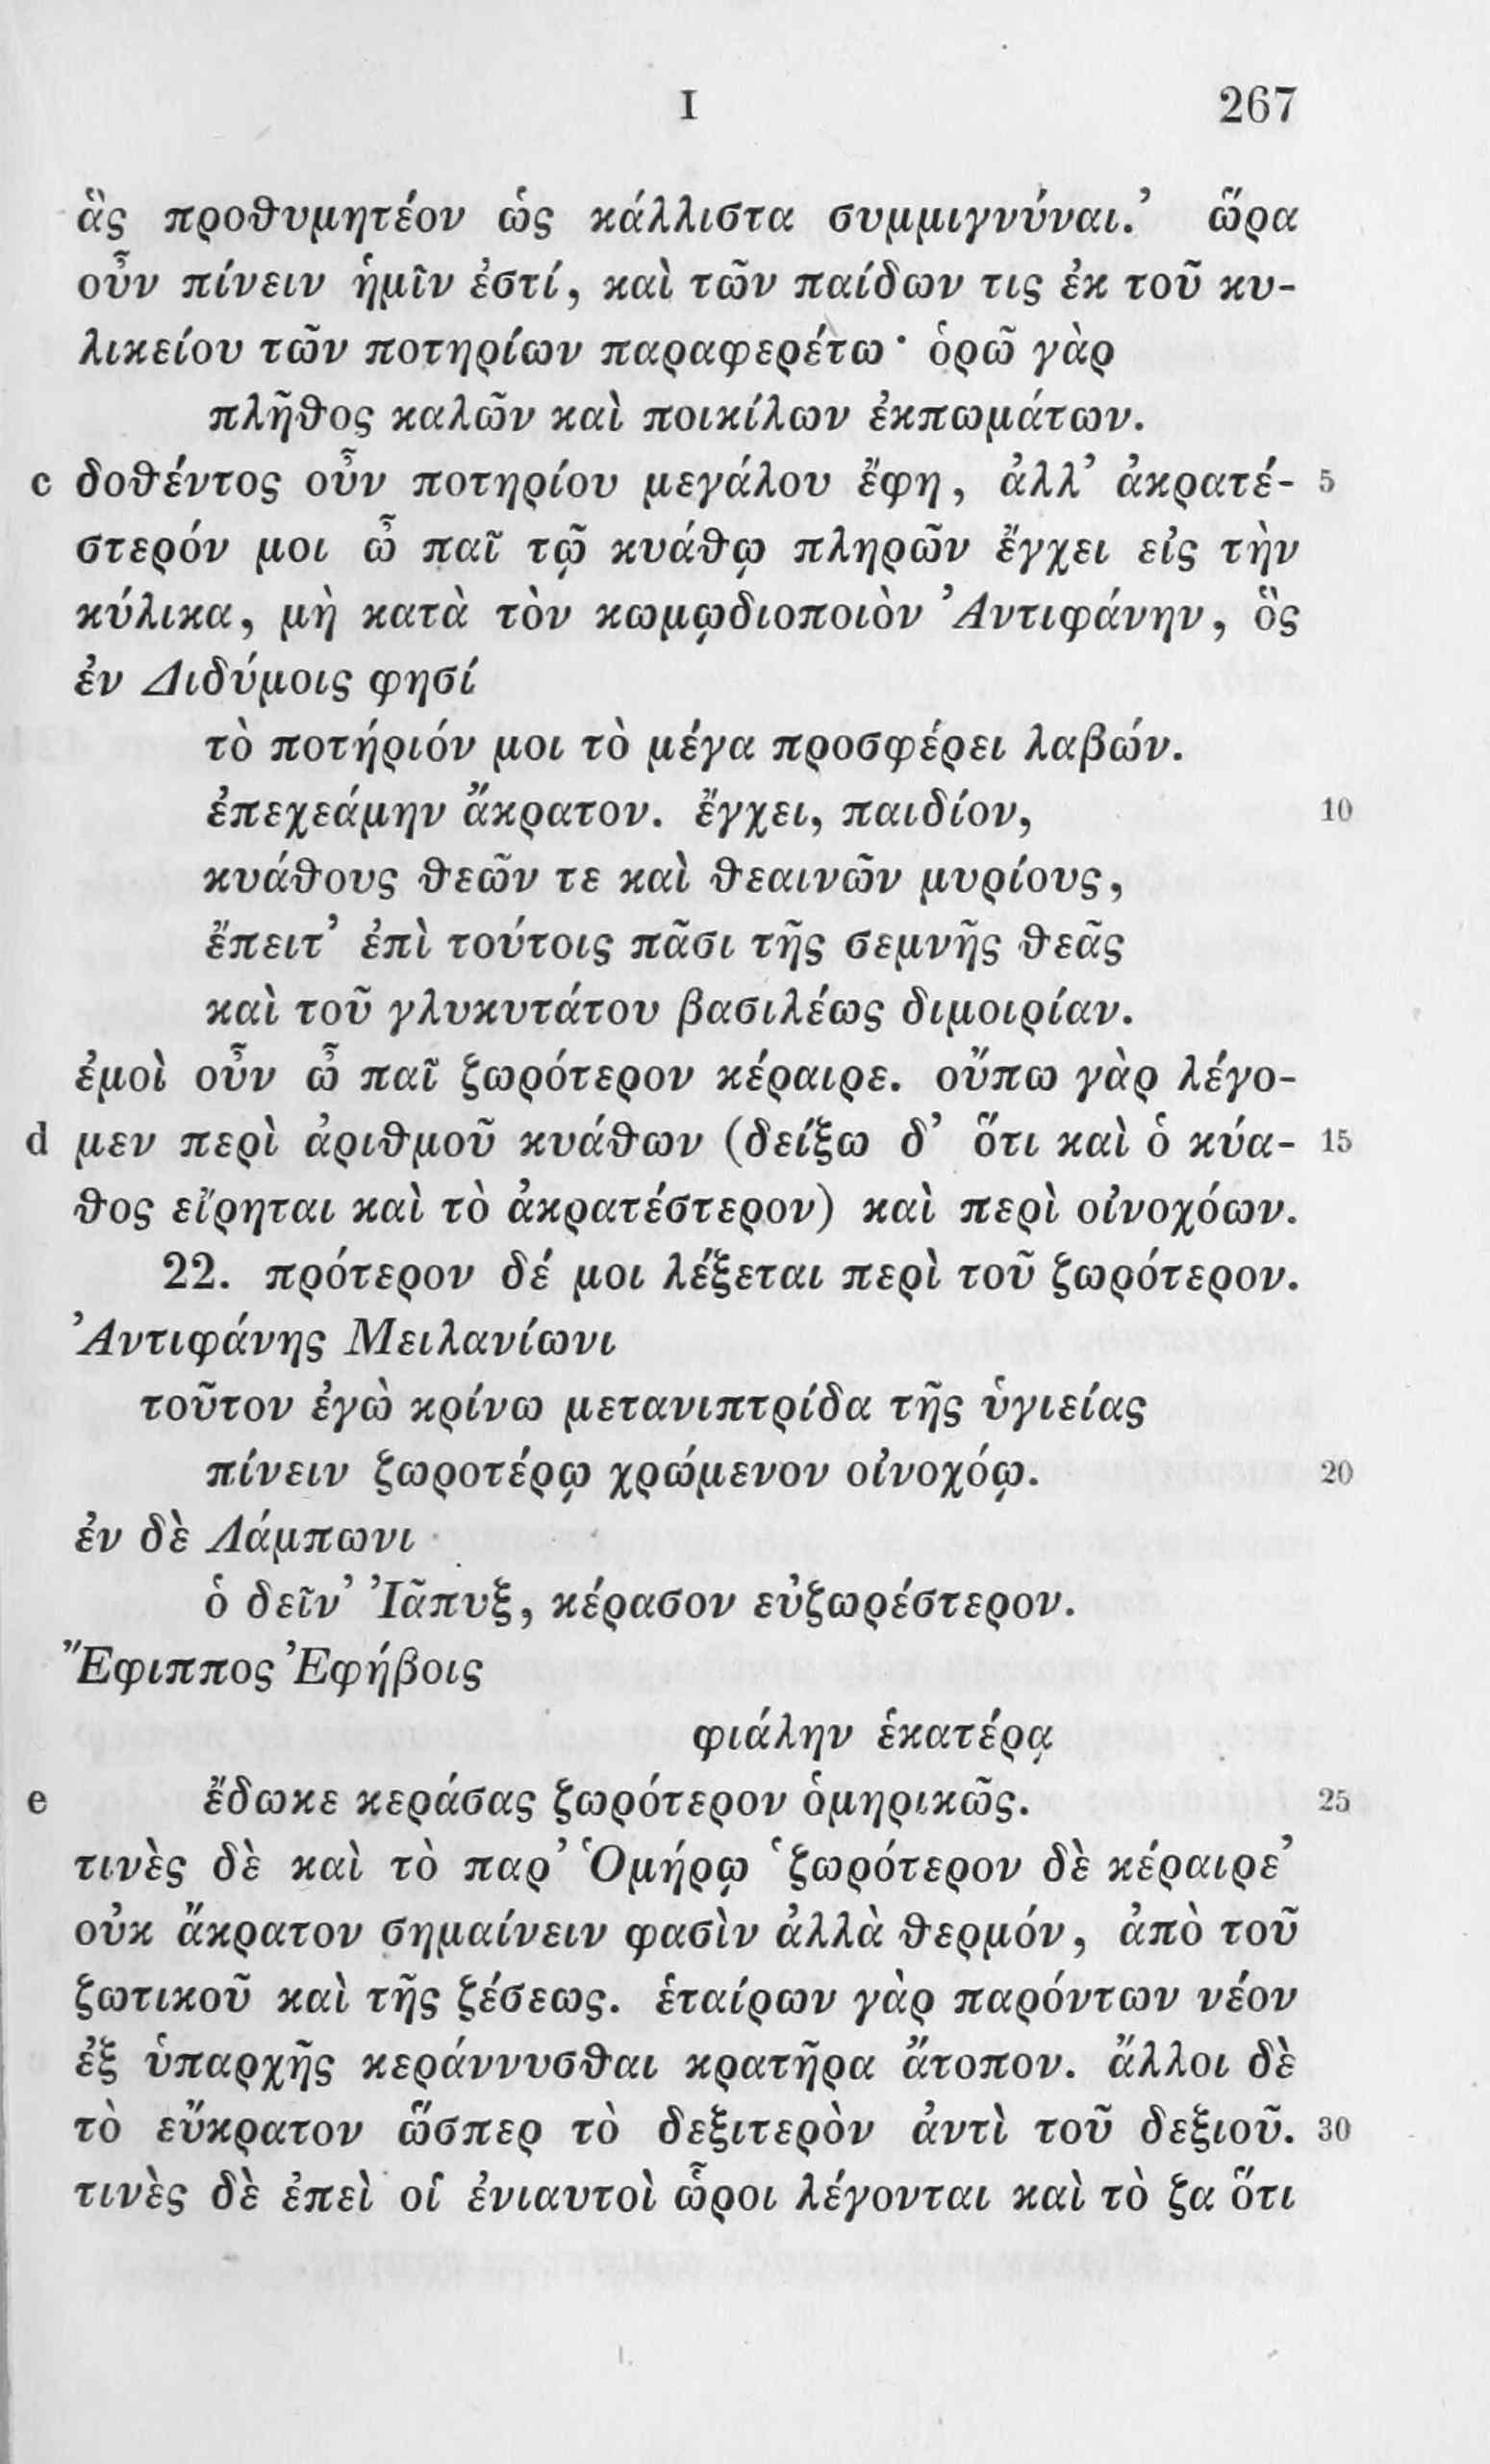 I 267
ἃς προθυμητέον ὡς κάλλιστα συμμιγνύναι.’ ὥρα
οὖν πίνειν ἡμῖν ἐστί, καὶ τῶν παίδων τις ἐκ τοῦ κυ-
λικείου τῶν ποτηρίων παραφερέτω· ὁρῶ γὰρ
πλῆθος καλῶν καὶ ποικίλων ἐκπωμάτων.
c δοθέντος οὖν ποτηρίου μεγάλου ἔφη, ἀλλ’ ἀκρατέ- 5
στερόν μοι ὦ παῖ τῷ κυάθῳ πληρῶν ἔγχει εἰς τὴν
κύλικα, μὴ κατὰ τὸν κωμῳδιοποιὸν Ἀντιφάνην, ὃς
ἐν Διδύμοις φησί
τὸ ποτήριόν μοι τὸ μέγα προσφέρει λαβών.
ἐπεχεάμην ἄκρατον. ἔγχει, παιδίον, 10
κυάθους θεῶν τε καὶ θεαινῶν μυρίους,
ἔπειτ’ ἐπὶ τούτοις πᾶσι τῆς σεμνῆς θεᾶς
καὶ τοῦ γλυκυτάτου βασιλέως διμοιρίαν.
ἐμοὶ οὖν ὦ παῖ ζωρότερον κέραιρε. οὔπω γὰρ λέγο-
d μεν περὶ ἀριθμοῦ κυάθων (δείξω δ’ ὅτι καὶ ὁ κύα- 15
θος εἴρηται καὶ τὸ ἀκρατέστερον) καὶ περὶ οἰνοχόων.
22. πρότερον δέ μοι λέξεται περὶ τοῦ ζωρότερον.
Ἀντιφάνης Μειλανίωνι
τοῦτον ἐγὼ κρίνω μετανιπτρίδα τῆς ὑγιείας
πίνειν ζωροτέρῳ χρώμενον οἰνοχόῳ. 20
ἐν δὲ Λάμπωνι
ὁ δεῖν’ Ἰᾶπυξ, κέρασον εὐζωρέστερον.
Ἔφιππος Ἐφήβοις
φιάλην ἑκατέρᾳ
e ἔδωκε κεράσας ζωρότερον ὁμηρικῶς. 25
τινὲς δὲ καὶ τὸ παρ’ Ὁμήρῳ ‘ζωρότερον δὲ κέραιρε’
οὐκ ἄκρατον σημαίνειν φασὶν ἀλλὰ θερμόν, ἀπὸ τοῦ
ζωτικοῦ καὶ τῆς ζέσεως. ἑταίρων γὰρ παρόντων νέον
ἐξ ὑπαρχῆς κεράννυσθαι κρατῆρα ἄτοπον. ἄλλοι δὲ
τὸ εὔκρατον ὥσπερ τὸ δεξιτερὸν ἀντὶ τοῦ δεξιοῦ. 30
τινὲς δὲ ἐπεὶ οἱ ἐνιαυτοὶ ὧροι λέγονται καὶ τὸ ζα ὅτι